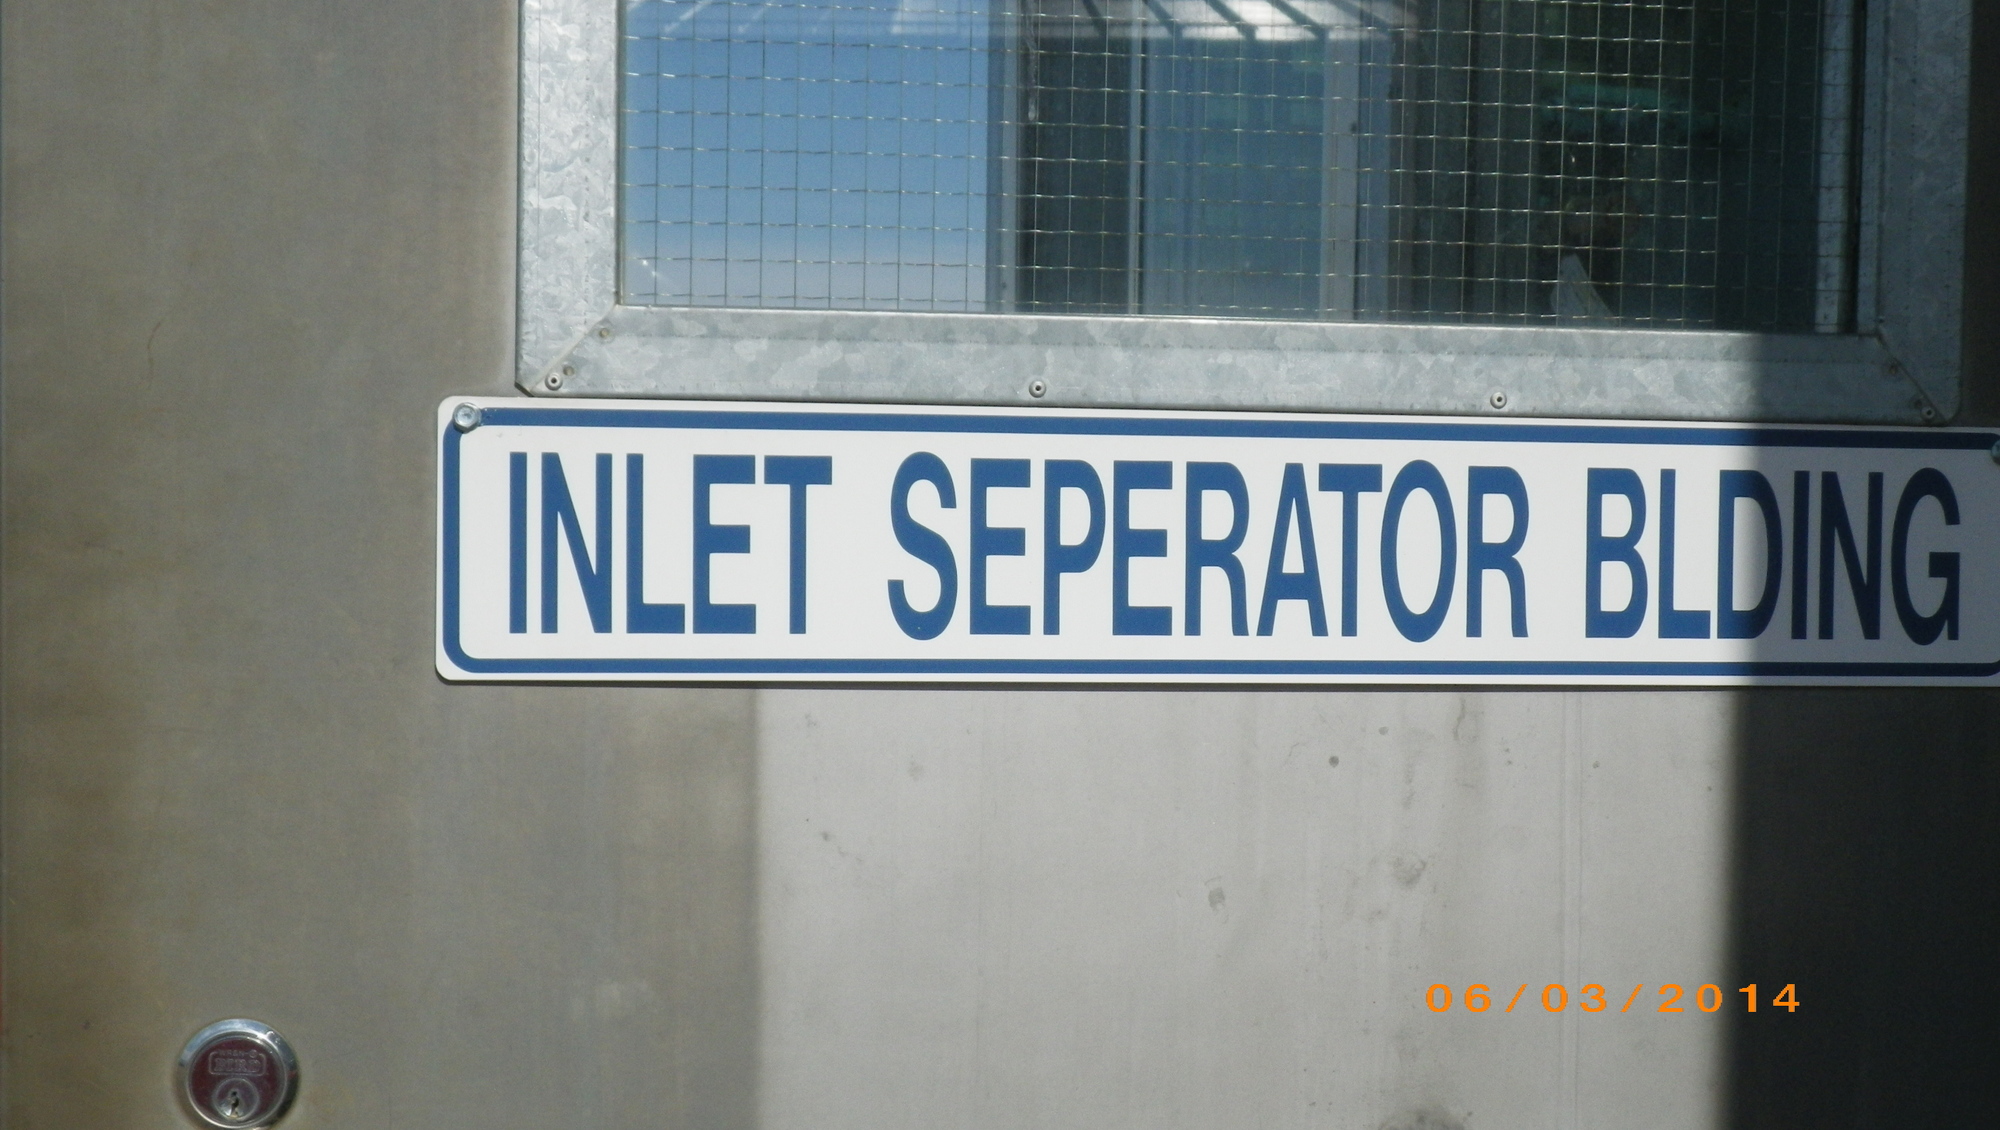 INLET SEPERATOR BLDING
06/03/2014